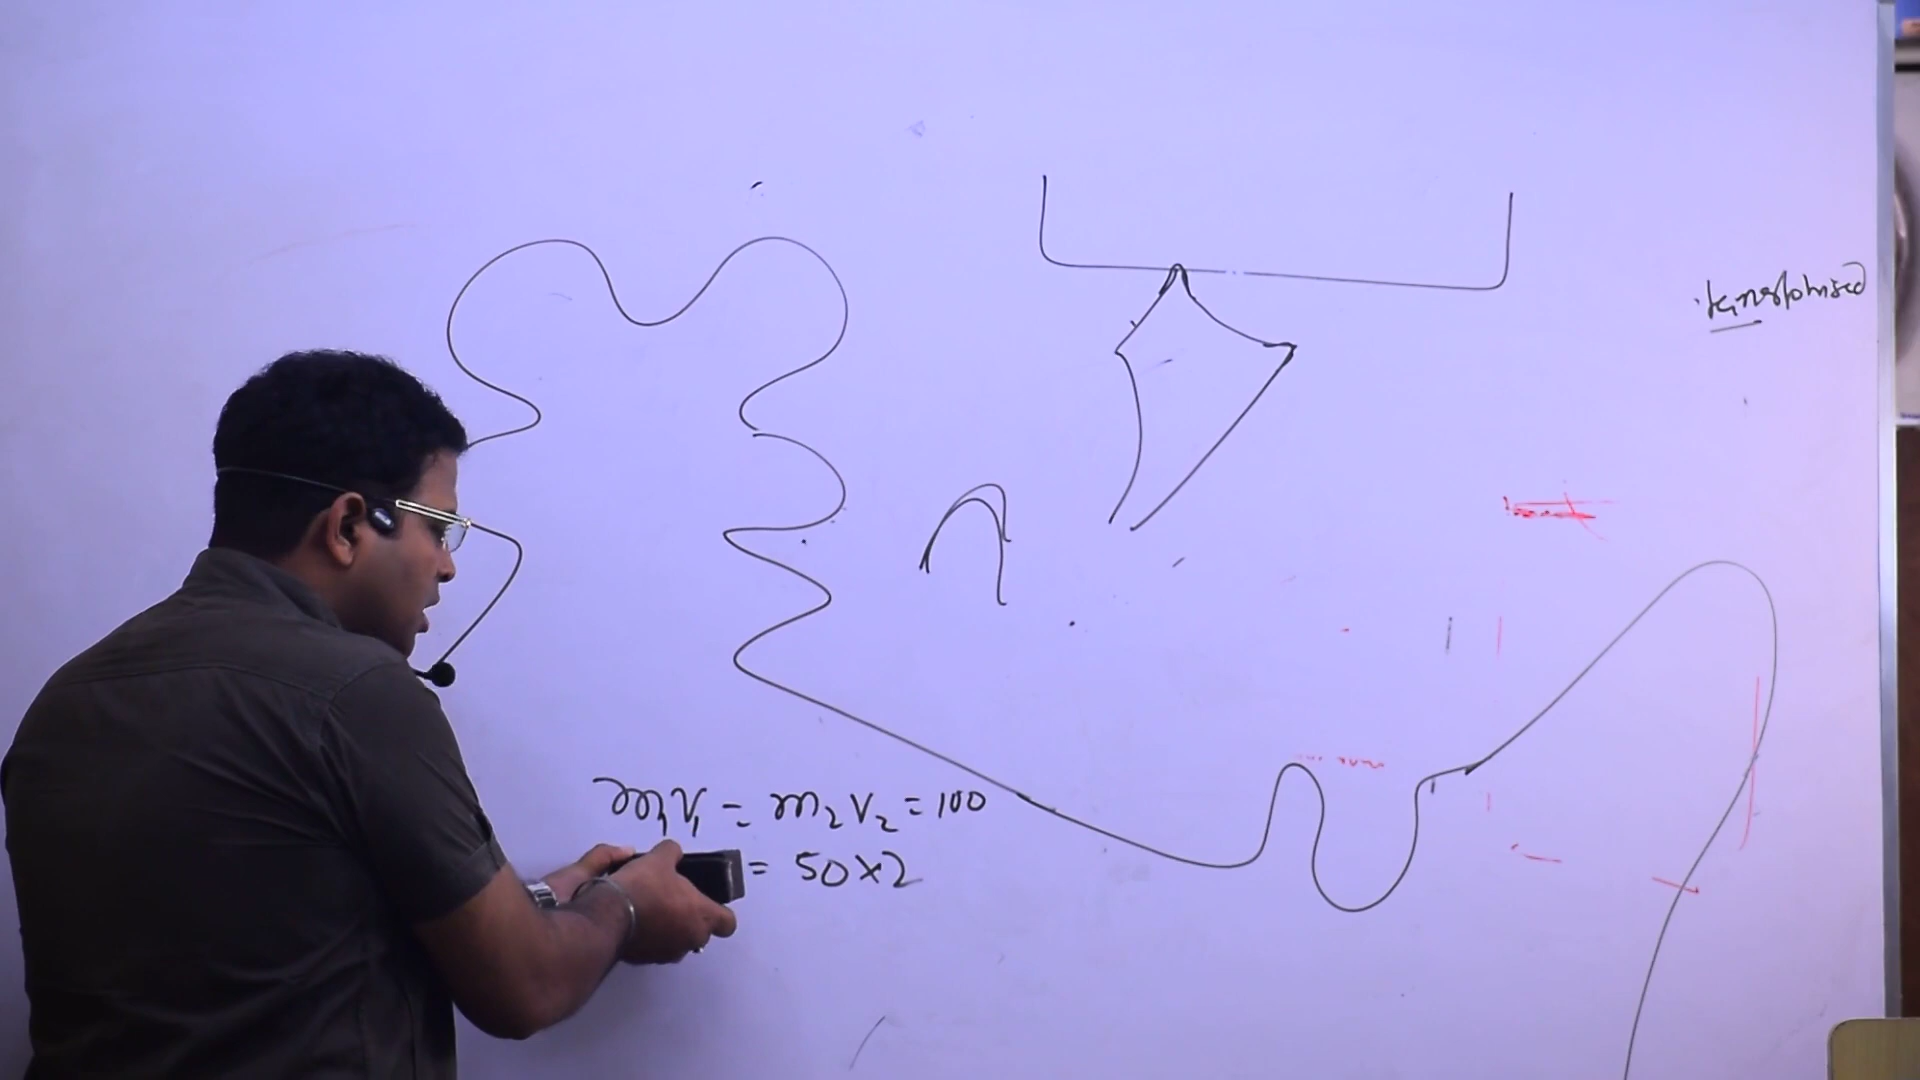 m₁v₁ = m₂v₂ = 100
= 50×2